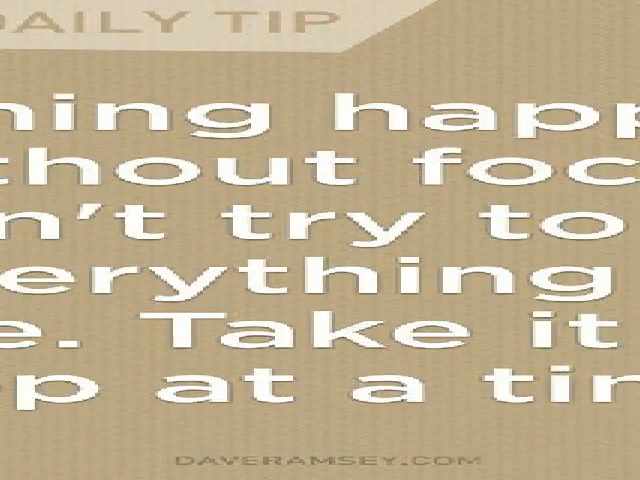 DAILY TIP
hing happ
thout foc
n't try to
erything
e. Take it
p at a tim
DAVERAMSEY.COM